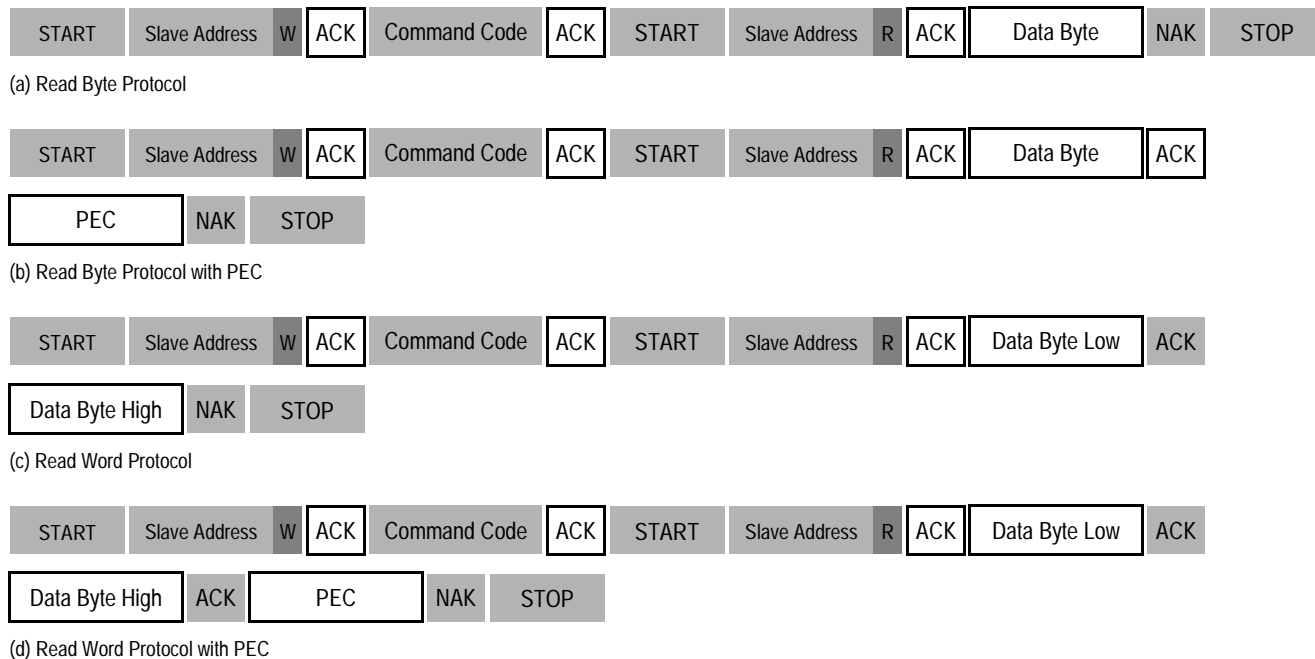 START Slave Address W ACK Command Code ACK START Slave Address R ACK Data Byte NAK STOP
(a) Read Byte Protocol
START Slave Address W ACK Command Code ACK START Slave Address R ACK Data Byte ACK
PEC NAK STOP
(b) Read Byte Protocol with PEC
START Slave Address W ACK Command Code ACK START Slave Address R ACK Data Byte Low ACK
Data Byte High NAK STOP
(c) Read Word Protocol
START Slave Address W ACK Command Code ACK START Slave Address R ACK Data Byte Low ACK
Data Byte High ACK PEC NAK STOP
(d) Read Word Protocol with PEC